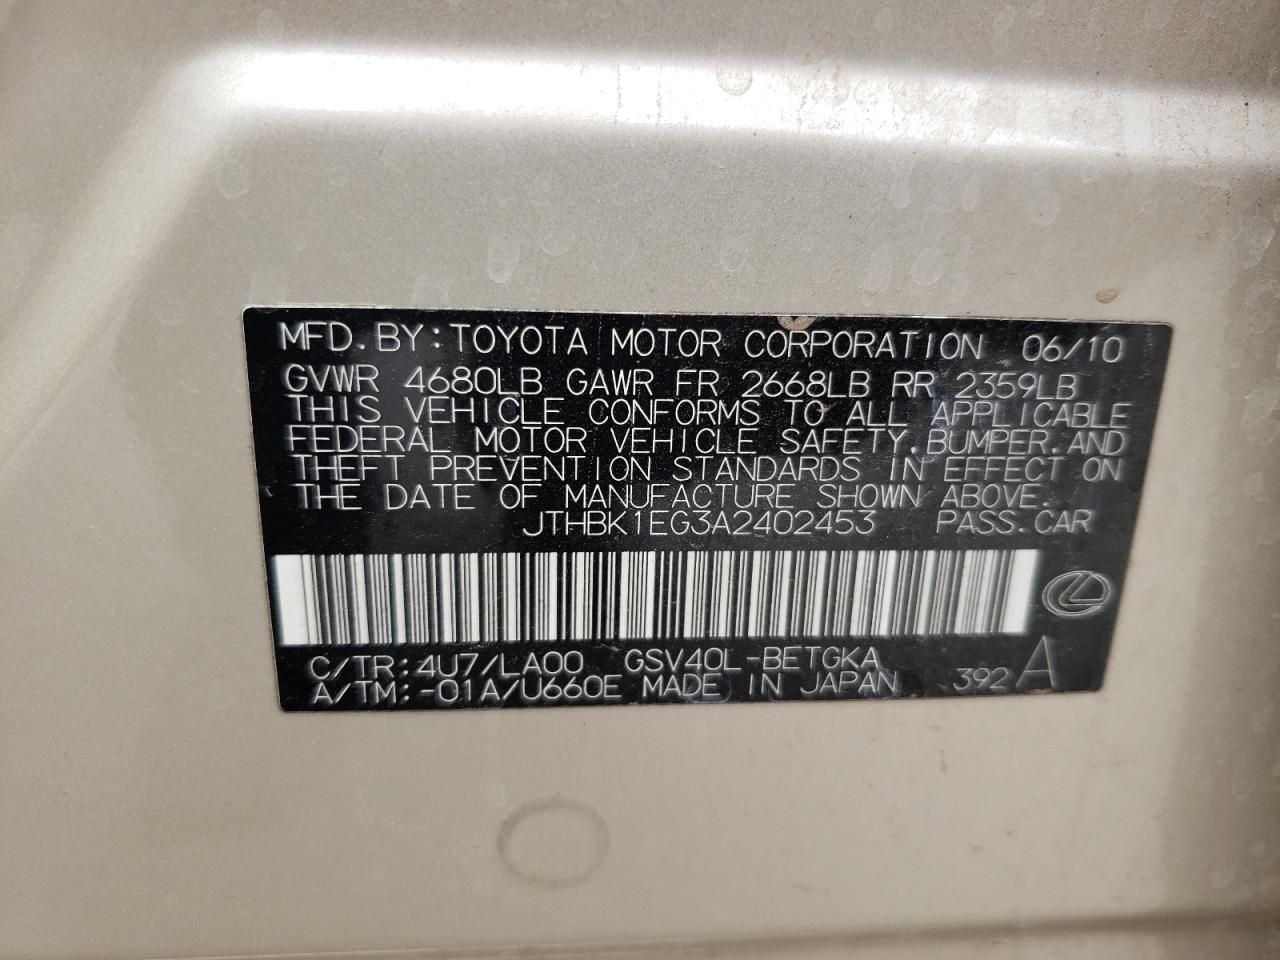 MFD. BY: TOYOTA MOTOR CORPORATION 06/10
GVWR 4680LB GAWR FR 2668LB RR 2359LB
THIS VEHICLE CONFORMS TO ALL APPLICABLE
FEDERAL MOTOR VEHICLE SAFETY, BUMPER, AND
THEFT PREVENTION STANDARDS IN EFFECT ON
THE DATE OF MANUFACTURE SHOWN ABOVE.
JTHBK1EG3A2402453 PASS. CAR
C/TR: 4U7/LA00 GSV40L-BETGKA
A/TM: -01A/U660E MADE IN JAPAN 392 A